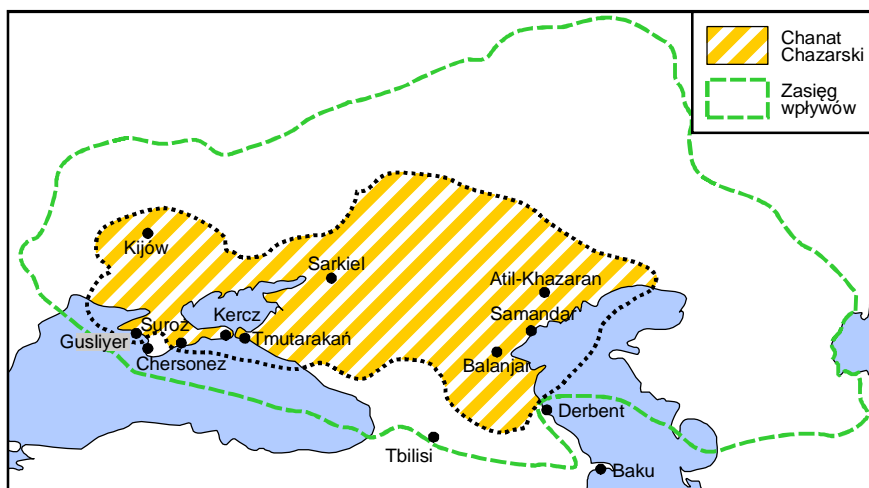 Chanat
Chazarski
Zasięg
wpływów
Kijów
Sarkiel
Atil-Khazaran
Kercz
Samandar
Suroz
Gusliyer
Tmutarakań
Chersonez
Balanjar
Derbent
Tbilisi
Baku